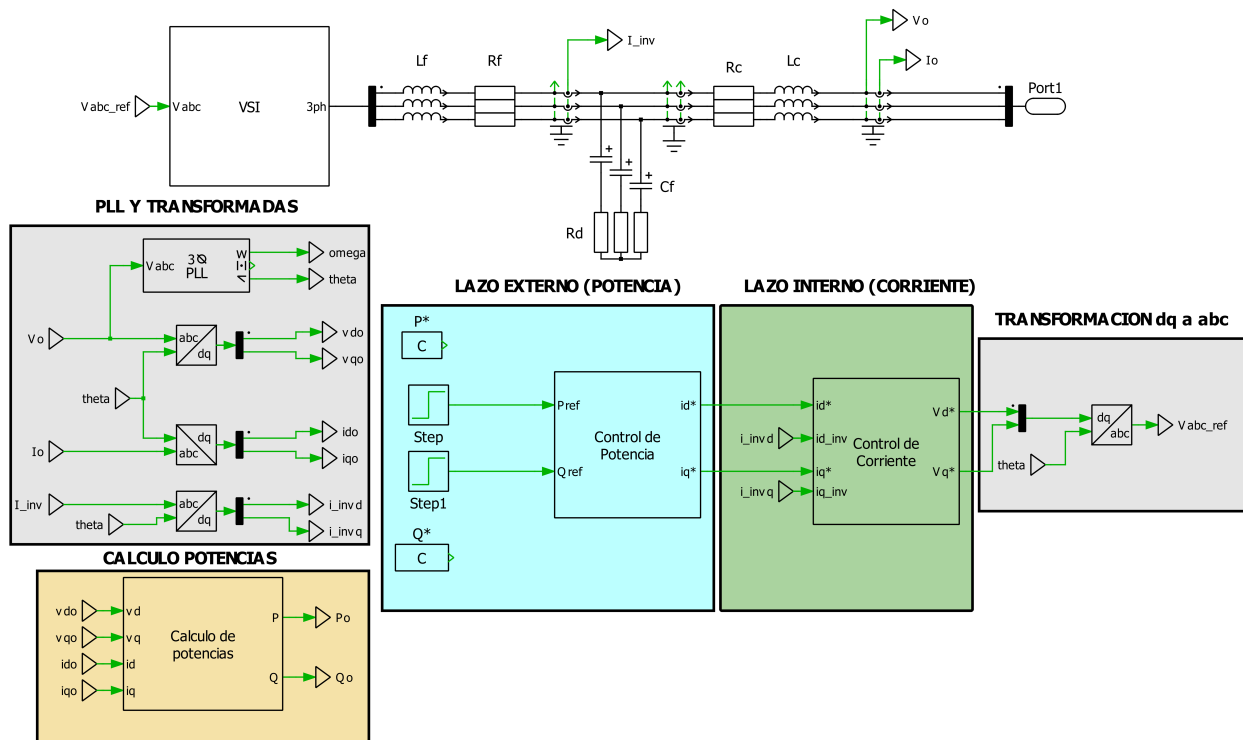 Vo
I_inv
Io
Lf
Rf
Rc
Lc
Port1
Vabc_ref
Vabc
VSI
3ph
Cf
Rd
PLL Y TRANSFORMADAS
Vabc
3Ø
PLL
W
|·|
omega
theta
Vo
abc
dq
vdo
vqo
theta
Io
dq
abc
ido
iqo
I_inv
theta
abc
dq
i_invd
i_invq
CALCULO POTENCIAS
vdo
vqo
ido
iqo
vd
vq
id
iq
Calculo de
potencias
P
Q
Po
Qo
LAZO EXTERNO (POTENCIA)
P*
C
Step
Step1
Q*
C
Pref
Qref
Control de
Potencia
id*
iq*
LAZO INTERNO (CORRIENTE)
i_invd
i_invq
id*
id_inv
iq*
iq_inv
Control de
Corriente
Vd*
Vq*
TRANSFORMACION dq a abc
theta
dq
abc
Vabc_ref